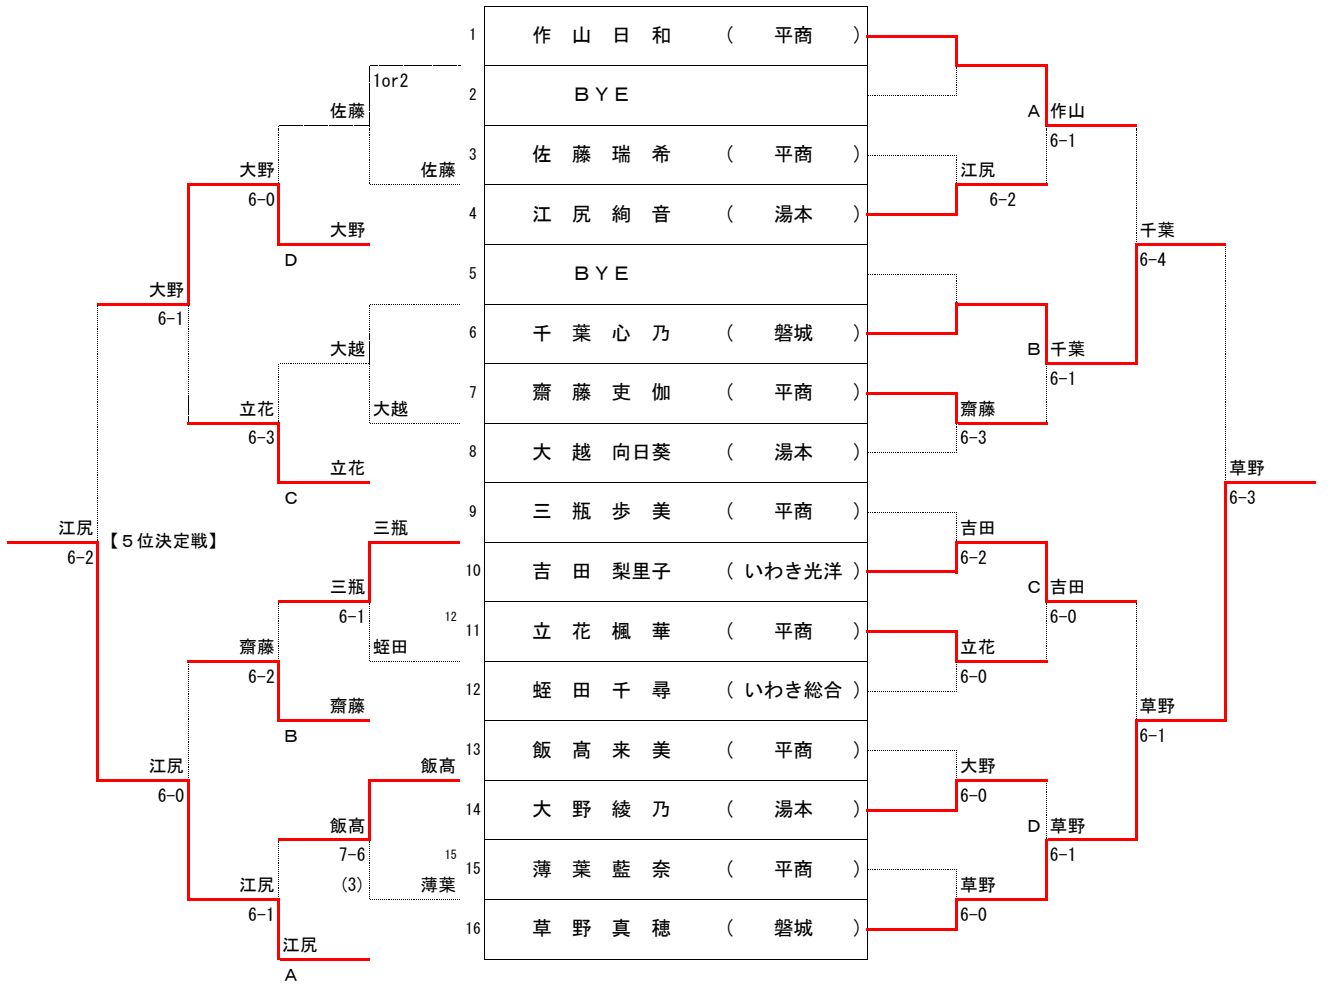 1 作 山 日 和 ( 平商 )
1or2
2 ＢＹＥ
佐藤
A 作山
6-1
3 佐 藤 瑞 希 ( 平商 )
大野
佐藤
江尻
6-0
6-2
4 江 尻 絢 音 ( 湯本 )
大野
千葉
D
6-4
5 ＢＹＥ
大野
6-1
6 千 葉 心 乃 ( 磐城 )
大越
B 千葉
6-1
7 齋 藤 吏 伽 ( 平商 )
立花
大越
齋藤
6-3
6-3
8 大 越 向日葵 ( 湯本 )
立花
草野
C
6-3
9 三 瓶 歩 美 ( 平商 )
江尻
【５位決定戦】
三瓶
吉田
6-2
6-2
10 吉 田 梨里子 ( いわき光洋 )
三瓶
C 吉田
6-1
12
6-0
11 立 花 楓 華 ( 平商 )
齋藤
蛭田
立花
6-2
6-0
12 蛭 田 千 尋 ( いわき総合 )
齋藤
草野
B
6-1
13 飯 髙 来 美 ( 平商 )
江尻
飯髙
大野
6-0
6-0
14 大 野 綾 乃 ( 湯本 )
飯髙
D 草野
7-6
15
6-1
15 薄 葉 藍 奈 ( 平商 )
江尻
(3)
薄葉
草野
6-1
6-0
16 草 野 真 穂 ( 磐城 )
江尻
A